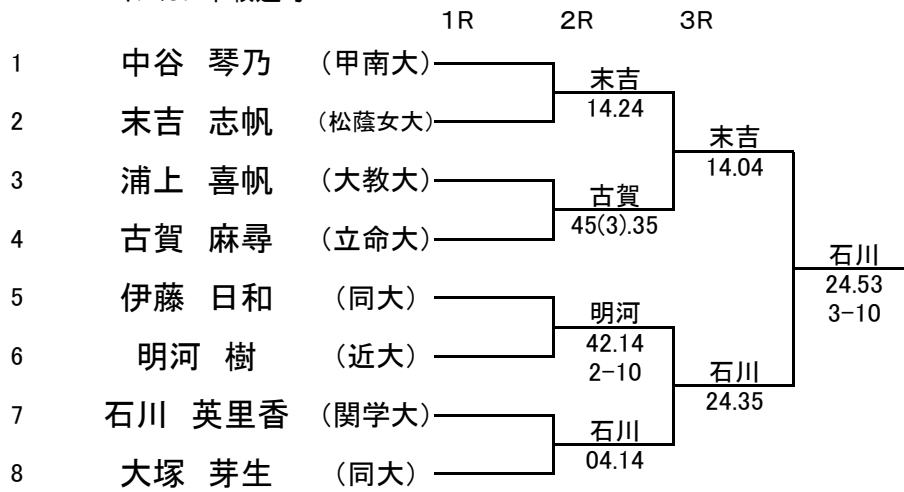 1R 2R 3R
1 中谷 琴乃 (甲南大)
末吉
14.24
2 末吉 志帆 (松蔭女大)
末吉
14.04
3 浦上 喜帆 (大教大)
古賀
45(3).35
4 古賀 麻尋 (立命大)
石川
24.53
3-10
5 伊藤 日和 (同大)
明河
42.14
2-10
6 明河 樹 (近大)
石川
24.35
7 石川 英里香 (関学大)
石川
04.14
8 大塚 芽生 (同大)